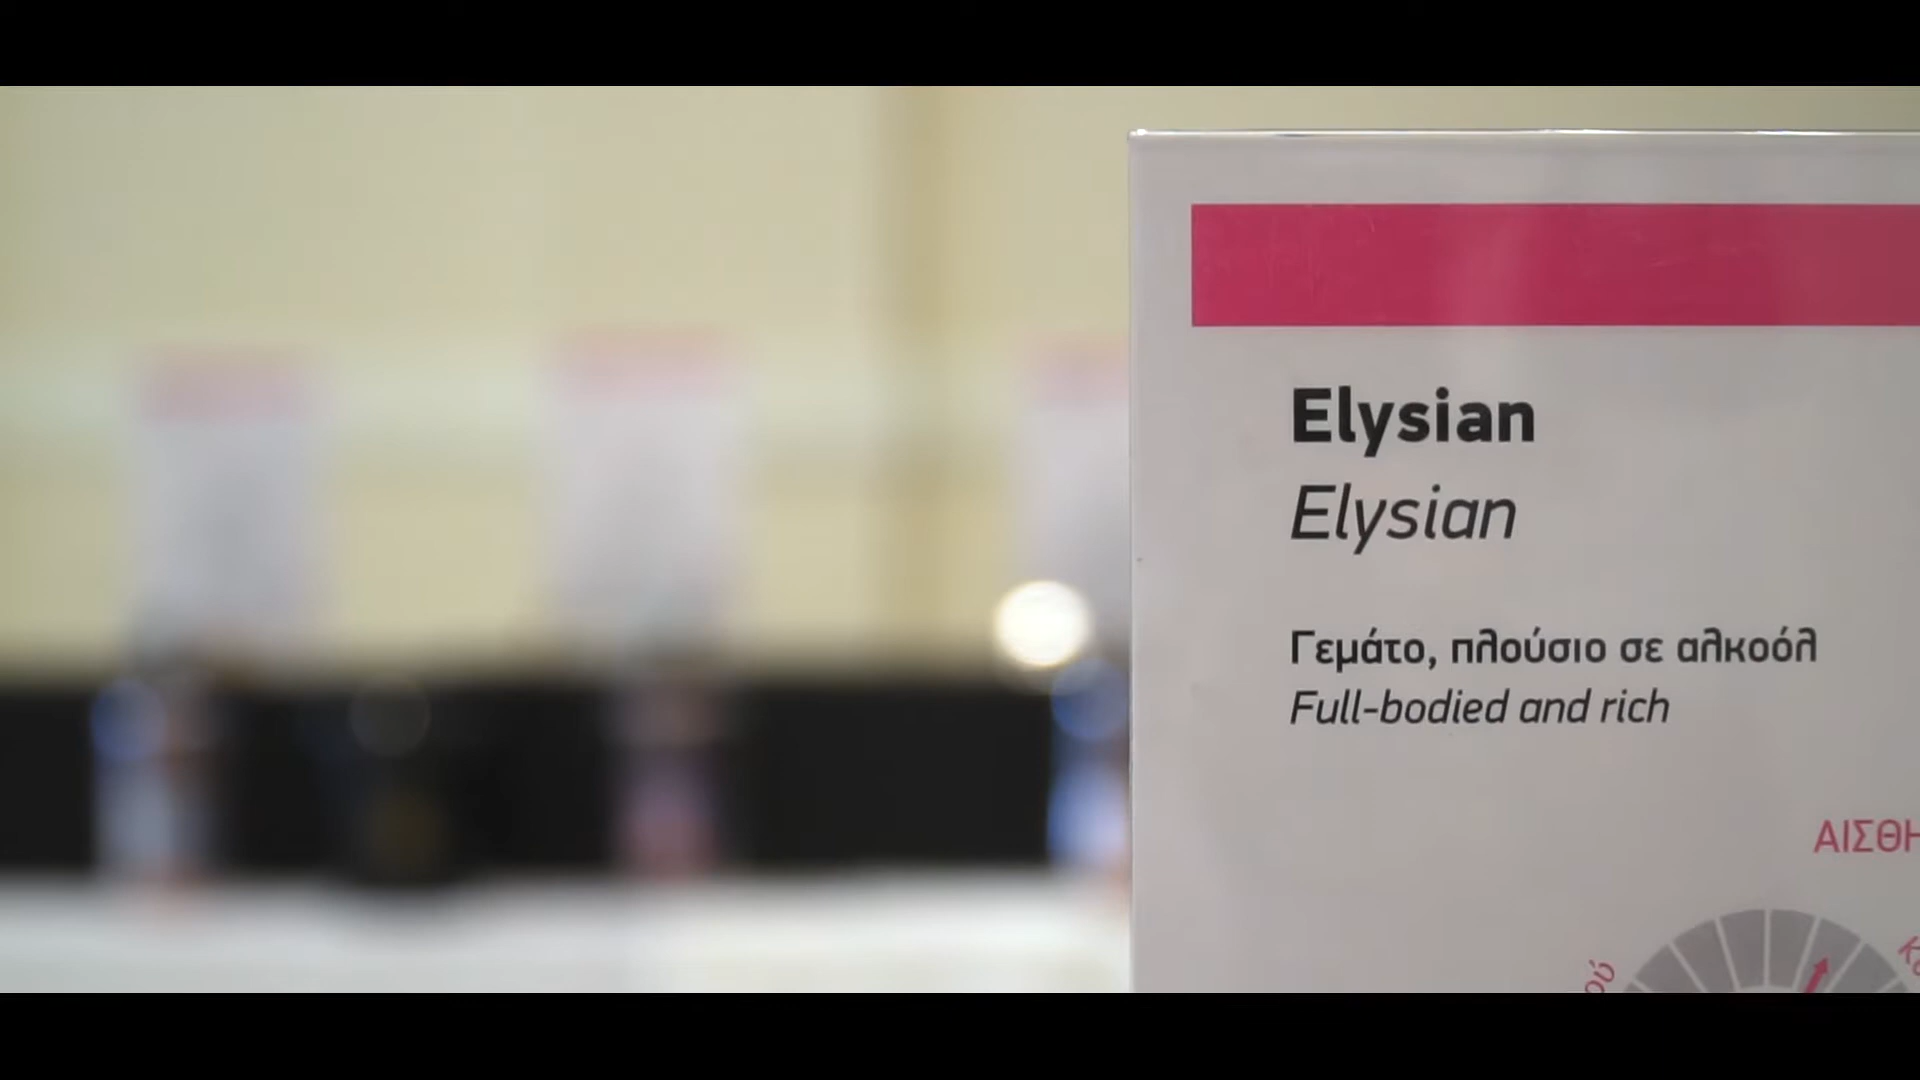 Elysian
Elysian
Γεμάτο, πλούσιο σε αλκοόλ
Full-bodied and rich